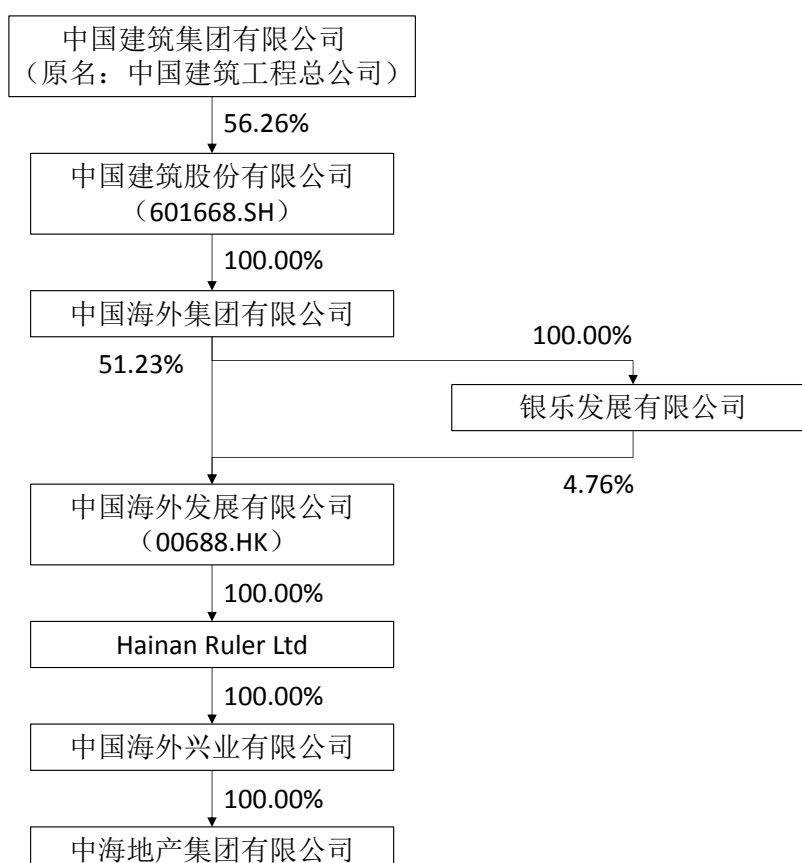 中国建筑集团有限公司
（原名：中国建筑工程总公司）
56.26%
中国建筑股份有限公司
（601668.SH）
100.00%
中国海外集团有限公司
51.23%
100.00%
银乐发展有限公司
4.76%
中国海外发展有限公司
（00688.HK）
100.00%
Hainan Ruler Ltd
100.00%
中国海外兴业有限公司
100.00%
中海地产集团有限公司